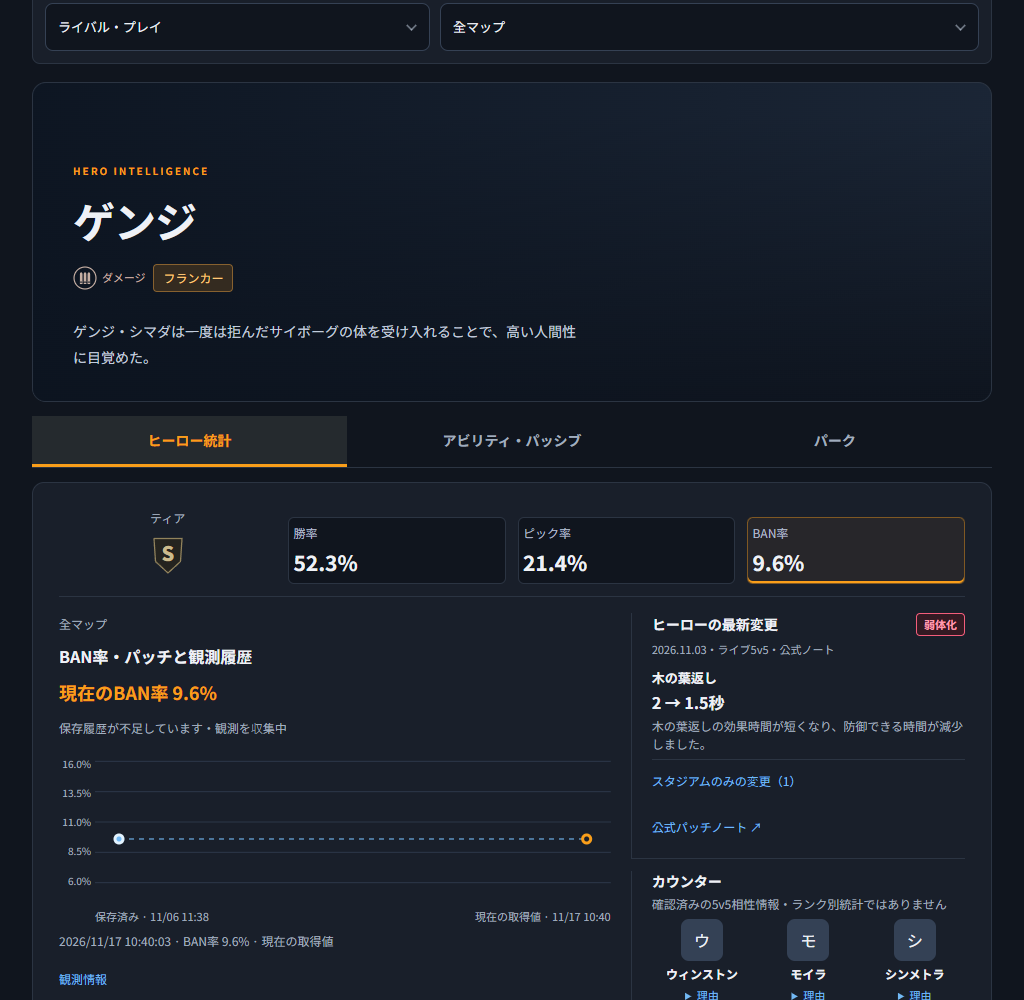 ライバル・プレイ
全マップ
HERO INTELLIGENCE
ゲンジ
ダメージ
フランカー
ゲンジ・シマダは一度は拒んだサイボーグの体を受け入れることで、高い人間性
に目覚めた。
ヒーロー統計
アビリティ・パッシブ
パーク
ティア
S
勝率
52.3%
ピック率
21.4%
BAN率
9.6%
全マップ
BAN率・パッチと観測履歴
現在のBAN率 9.6%
保存履歴が不足しています・観測を収集中
16.0%
13.5%
11.0%
8.5%
6.0%
保存済み · 11/06 11:38
現在の取得値 · 11/17 10:40
2026/11/17 10:40:03 · BAN率 9.6% · 現在の取得値
観測情報
ヒーローの最新変更
弱体化
2026.11.03・ライブ5v5・公式ノート
木の葉返し
2 → 1.5秒
木の葉返しの効果時間が短くなり、防御できる時間が減少
しました。
スタジアムのみの変更（1）
公式パッチノート ↗
カウンター
確認済みの5v5相性情報・ランク別統計ではありません
ウ
モ
シ
ウィンストン
モイラ
シンメトラ
▶ 理由
▶ 理由
▶ 理由